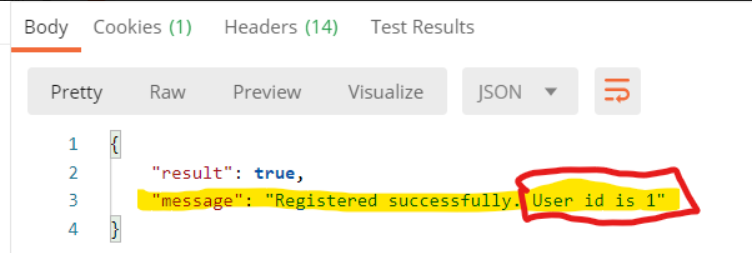 Body Cookies (1) Headers (14) Test Results
Pretty Raw Preview Visualize JSON
1 {
2 "result": true,
3 "message": "Registered successfully. User id is 1"
4 }